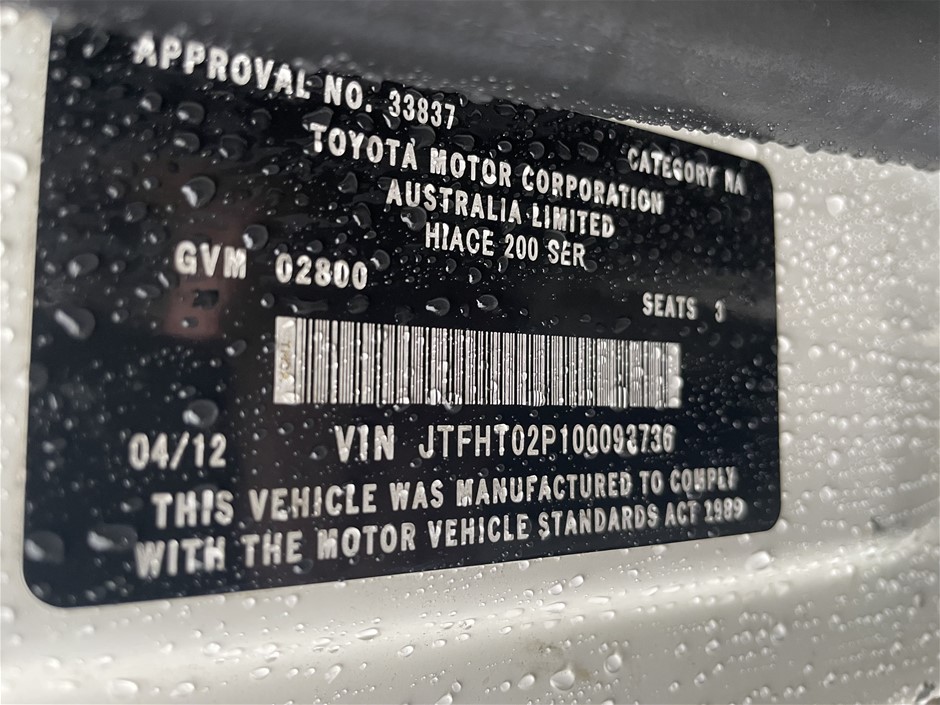 APPROVAL NO. 33837
CATEGORY NA
TOYOTA MOTOR CORPORATION
AUSTRALIA LIMITED
HIACE 200 SER
GVM 02800
SEATS 3
04/12 VIN JTFHT02P100093736
THIS VEHICLE WAS MANUFACTURED TO COMPLY
WITH THE MOTOR VEHICLE STANDARDS ACT 1989